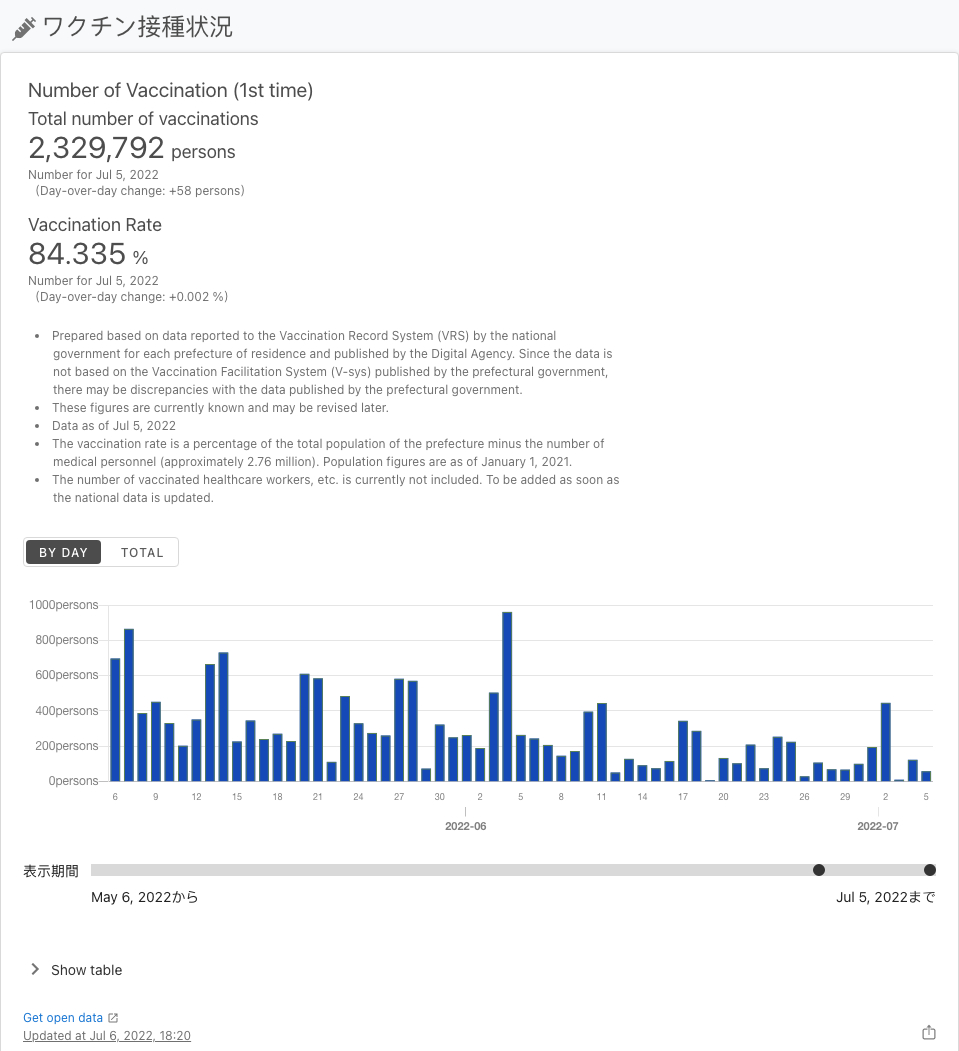 ワクチン接種状況
Number of Vaccination (1st time)
Total number of vaccinations
2,329,792 persons
Number for Jul 5, 2022
(Day-over-day change: +58 persons)
Vaccination Rate
84.335 %
Number for Jul 5, 2022
(Day-over-day change: +0.002 %)
• Prepared based on data reported to the Vaccination Record System (VRS) by the national
government for each prefecture of residence and published by the Digital Agency. Since the data is
not based on the Vaccination Facilitation System (V-sys) published by the prefectural government,
there may be discrepancies with the data published by the prefectural government.
• These figures are currently known and may be revised later.
• Data as of Jul 5, 2022
• The vaccination rate is a percentage of the total population of the prefecture minus the number of
medical personnel (approximately 2.76 million). Population figures are as of January 1, 2021.
• The number of vaccinated healthcare workers, etc. is currently not included. To be added as soon as
the national data is updated.
BY DAY TOTAL
1000persons
800persons
600persons
400persons
200persons
0persons
6 9 12 15 18 21 24 27 30 2 5 8 11 14 17 20 23 26 29 2 5
2022-06 2022-07
表示期間
May 6, 2022から Jul 5, 2022まで
Show table
Get open data
Updated at Jul 6, 2022, 18:20